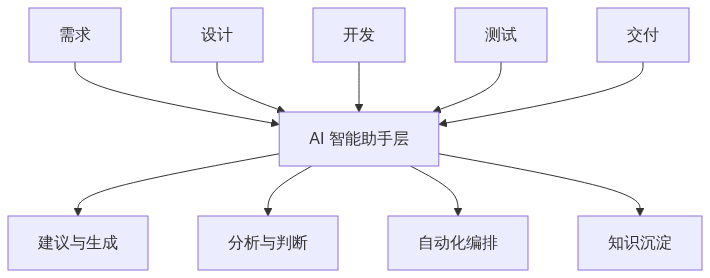 需求
设计
开发
测试
交付
AI 智能助手层
建议与生成
分析与判断
自动化编排
知识沉淀